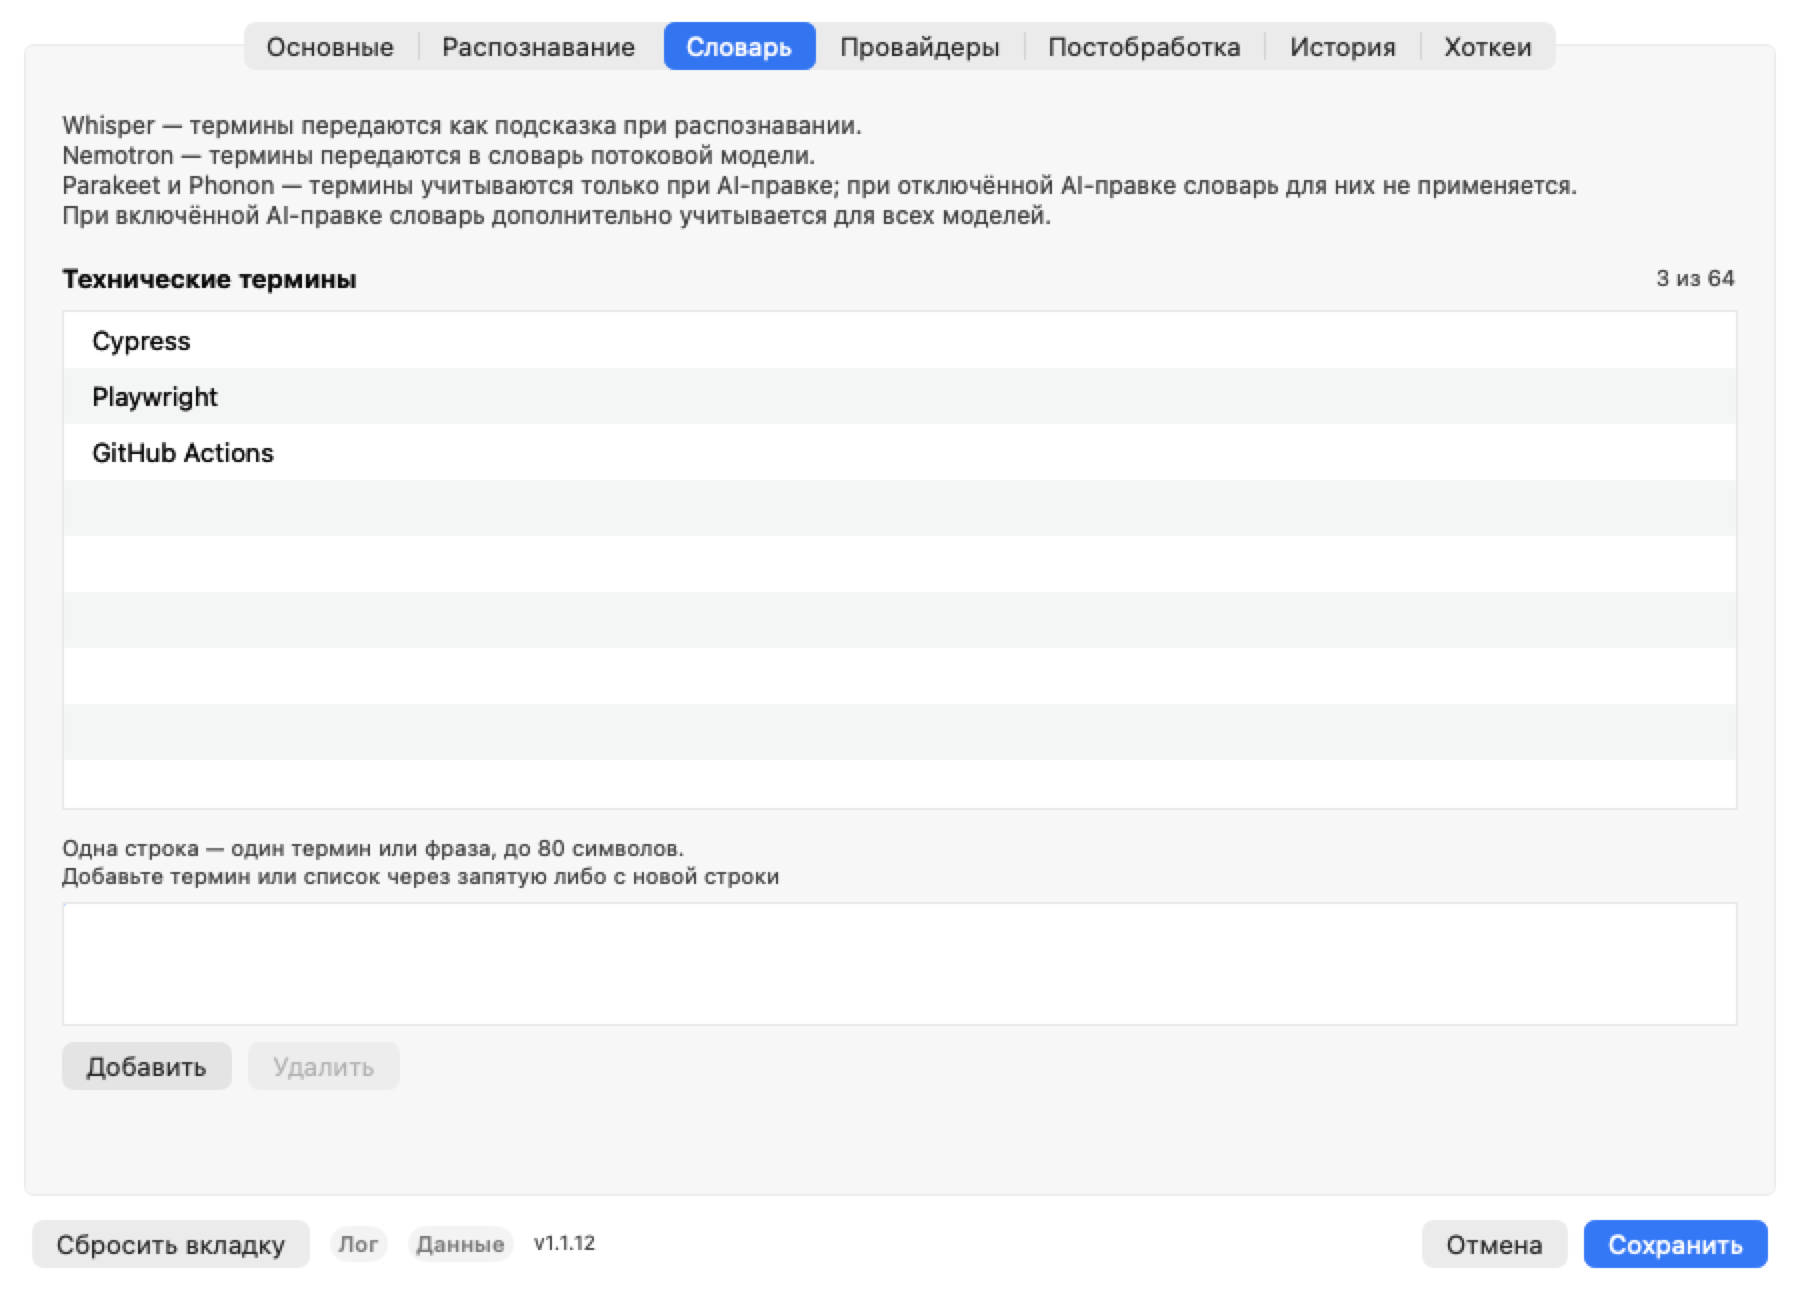 Основные Распознавание Словарь Провайдеры Постобработка История Хоткеи
Whisper — термины передаются как подсказка при распознавании.
Nemotron — термины передаются в словарь потоковой модели.
Parakeet и Phonon — термины учитываются только при AI-правке; при отключённой AI-правке словарь для них не применяется.
При включённой AI-правке словарь дополнительно учитывается для всех моделей.
Технические термины 3 из 64
Cypress
Playwright
GitHub Actions
Одна строка — один термин или фраза, до 80 символов.
Добавьте термин или список через запятую либо с новой строки
Добавить Удалить
Сбросить вкладку Лог Данные v1.1.12 Отмена Сохранить